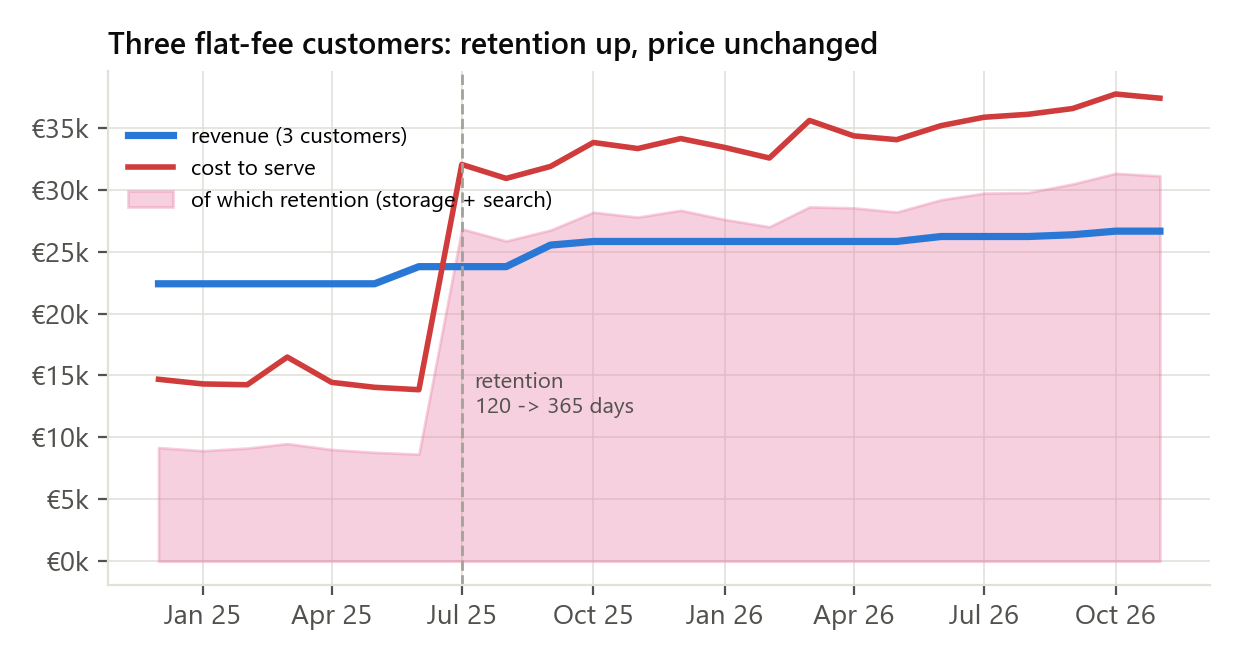 Three flat-fee customers: retention up, price unchanged
€35k
€30k
€25k
€20k
€15k
€10k
€5k
€0k
revenue (3 customers)
cost to serve
of which retention (storage + search)
retention
120 -> 365 days
Jan 25
Apr 25
Jul 25
Oct 25
Jan 26
Apr 26
Jul 26
Oct 26